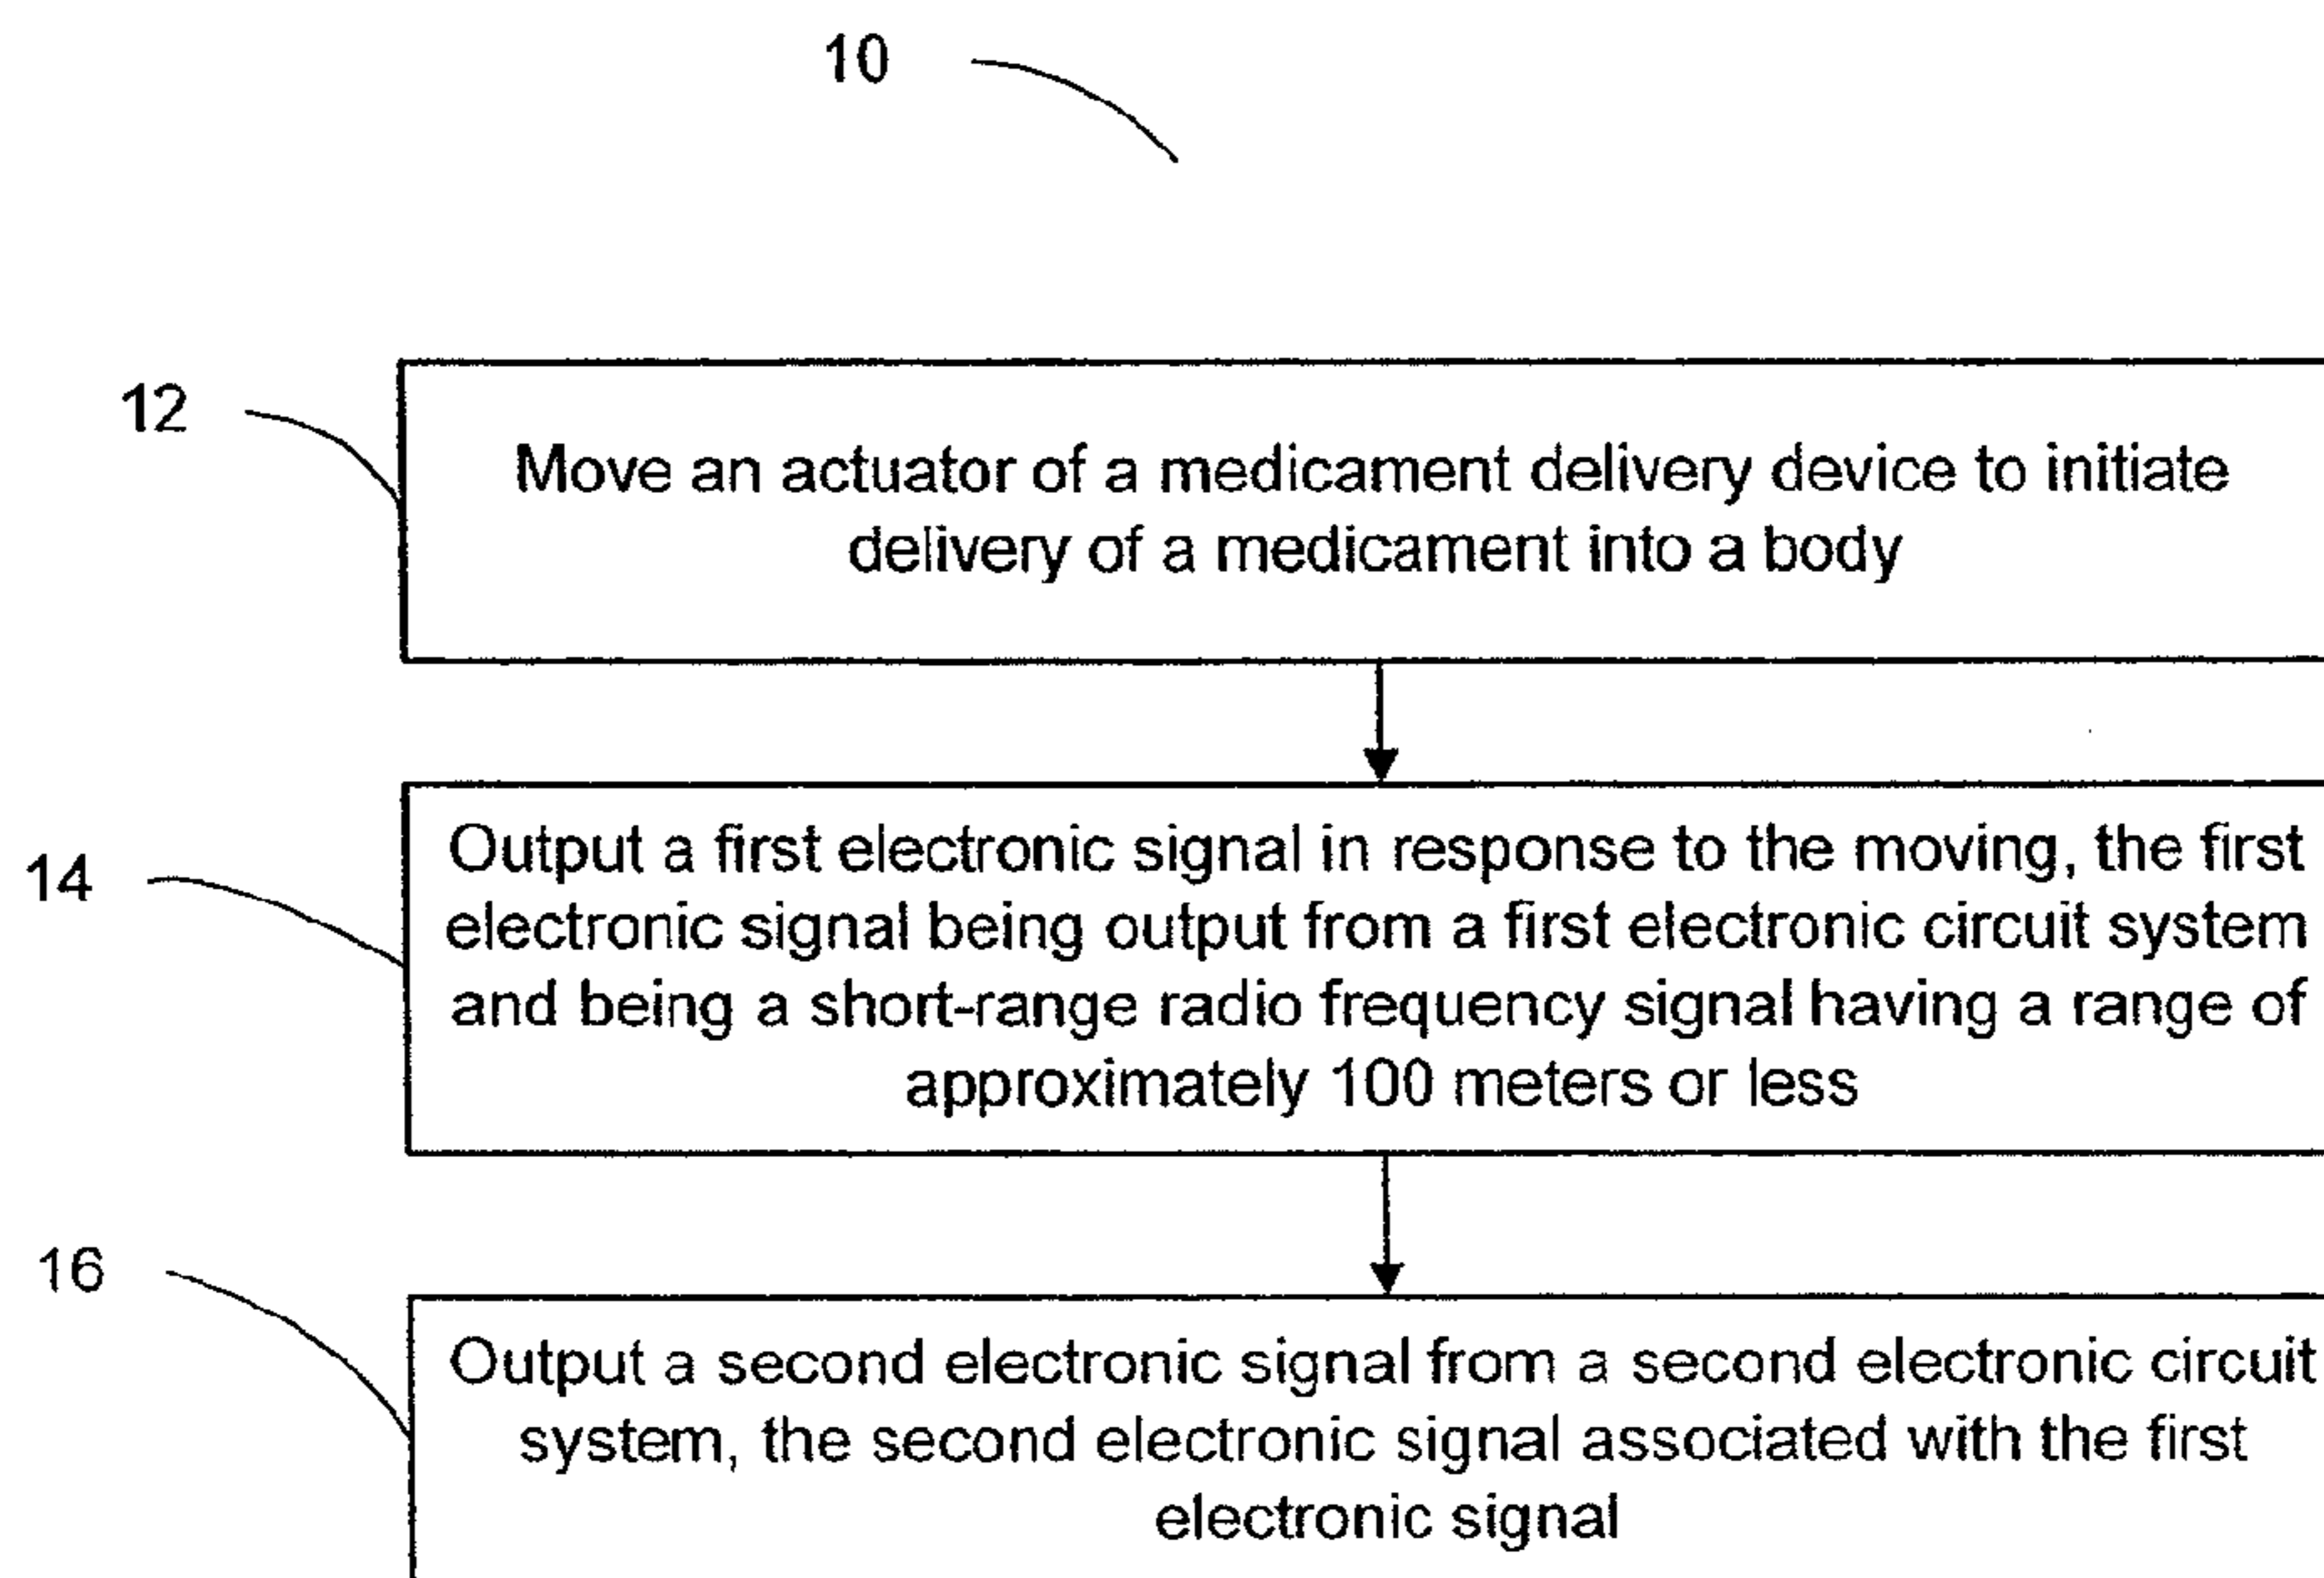 10
12
Move an actuator of a medicament delivery device to initiate
delivery of a medicament into a body
14
Output a first electronic signal in response to the moving, the first
electronic signal being output from a first electronic circuit system
and being a short-range radio frequency signal having a range of
approximately 100 meters or less
16
Output a second electronic signal from a second electronic circuit
system, the second electronic signal associated with the first
electronic signal